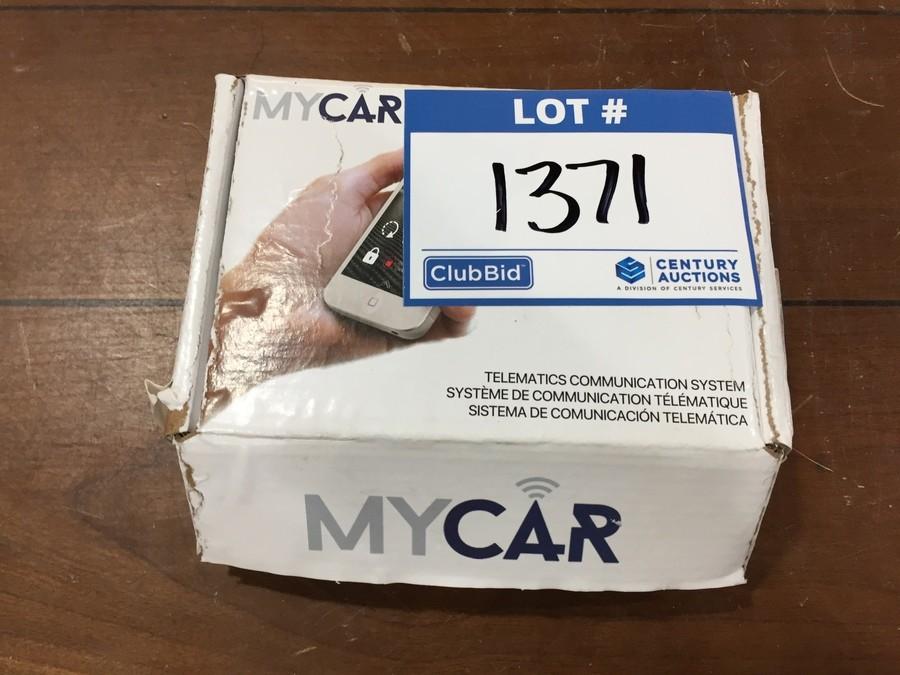 MYCAR
LOT #
1371
ClubBid
CENTURY
AUCTIONS
A DIVISION OF CENTURY SERVICES
TELEMATICS COMMUNICATION SYSTEM
SYSTÈME DE COMMUNICATION TÉLÉMATIQUE
SISTEMA DE COMUNICACIÓN TELEMÁTICA
MYCAR